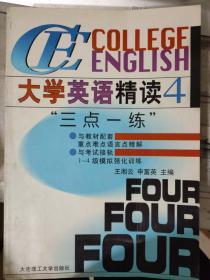 CE COLLEGE
ENGLISH
大学英语精读4
“三点一练”
●与教材配套
重点难点语言点精解
●与考试接轨
1~4级模拟强化训练
王湘云 申富英 主编
FOUR
FOUR
FOUR
大连理工大学出版社